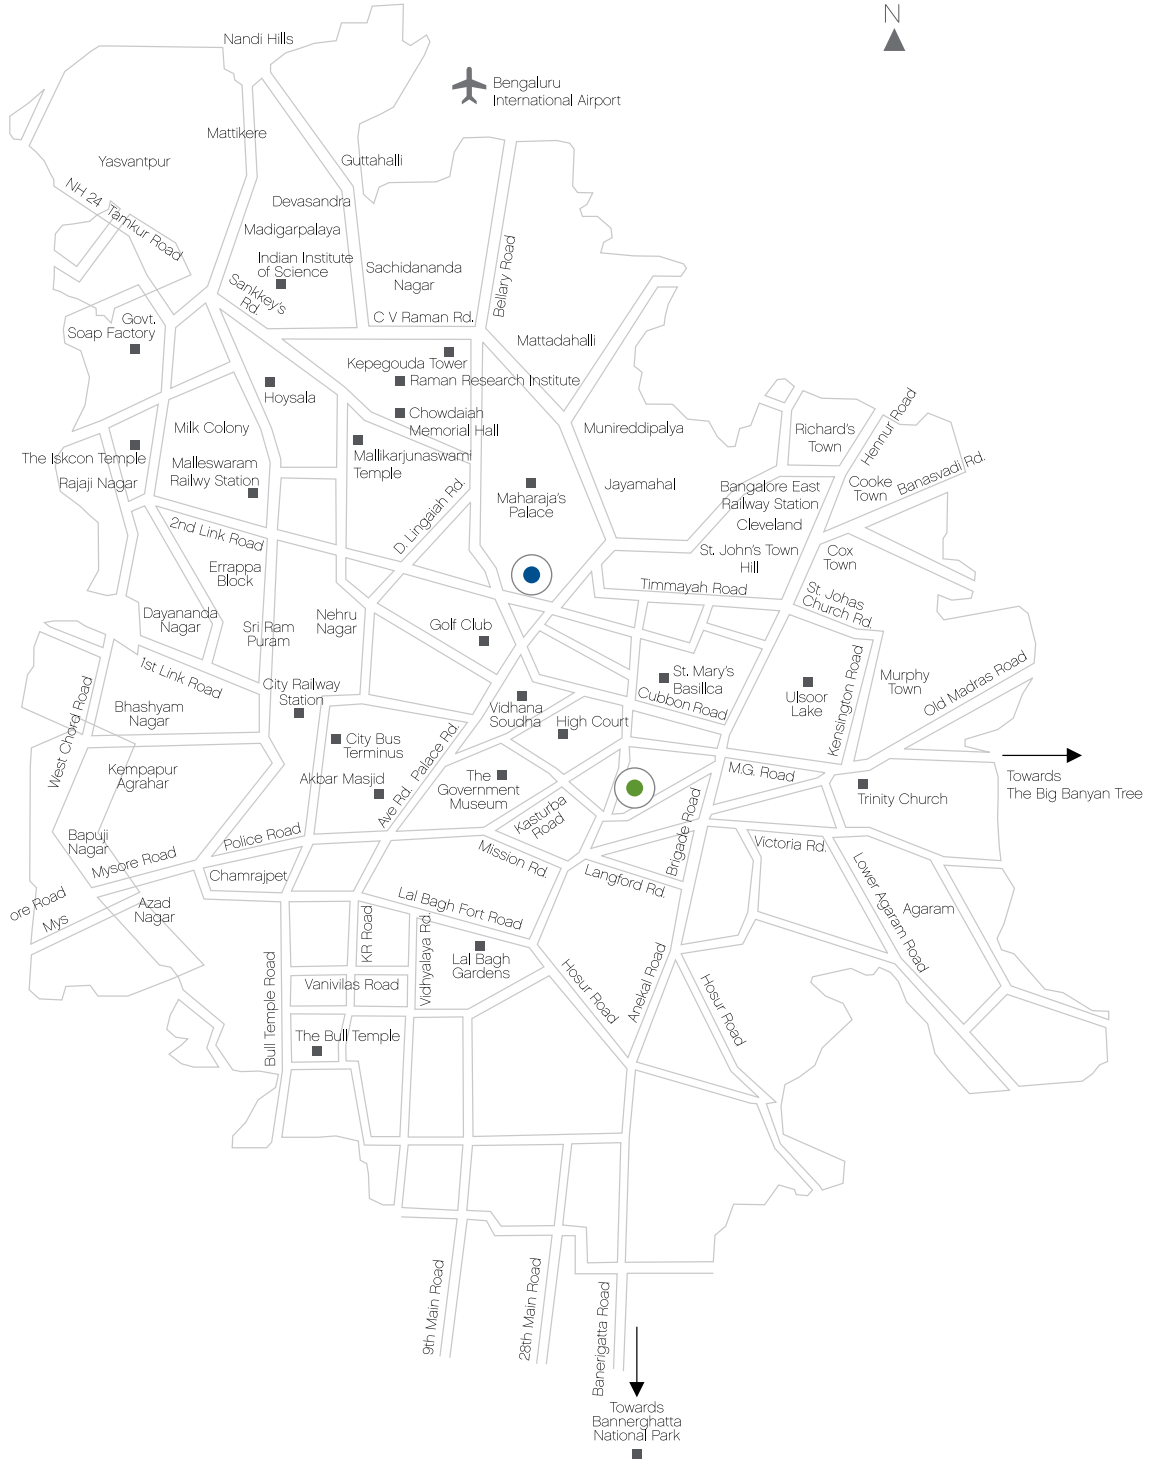 N
Nandi Hills
Bengaluru
International Airport
Mattikere
Yasvantpur
Guttahalli
NH 24 Tamkur Road
Devasandra
Madigarpalaya
Indian Institute
of Science
Sankkey's
Rd.
Sachidananda
Nagar
Bellary Road
C V Raman Rd.
Govt.
Soap Factory
Mattadahalli
Kepegouda Tower
Raman Research Institute
Hoysala
Chowdaiah
Memorial Hall
Milk Colony
Munireddipalya
Richard's
Town
Hennur Road
The Iskcon Temple
Mallikarjunaswami
Temple
Malleswaram
Railwy Station
Rajaji Nagar
Maharaja's
Palace
Jayamahal
Bangalore East
Railway Station
Cleveland
Cooke
Town
Banasvadi Rd.
D. Lingaiah Rd.
2nd Link Road
Errappa
Block
St. John's Town
Hill
Cox
Town
Timmayah Road
St. Johas
Church Rd.
Dayananda
Nagar
Sri Ram
Puram
Nehru
Nagar
Golf Club
1st Link Road
City Railway
Station
St. Mary's
Basillca
Cubbon Road
Ulsoor
Lake
Kensington Road
Murphy
Town
Old Madras Road
West Chord Road
Bhashyam
Nagar
Vidhana
Soudha
High Court
City Bus
Terminus
Palace Rd.
Ave Rd.
Kempapur
Agrahar
Akbar Masjid
The
Government
Museum
M.G. Road
Towards
The Big Banyan Tree
Trinity Church
Kasturba
Road
Brigade Road
Bapuji
Nagar
Police Road
Mysore Road
Mission Rd.
Victoria Rd.
Chamrajpet
Langford Rd.
Lower Agaram Road
Agaram
ore Road
Mys
Azad
Nagar
Lal Bagh Fort Road
KR Road
Vidhyalaya Rd.
Lal Bagh
Gardens
Hosur Road
Anekal Road
Hosur Road
Bull Temple Road
Vanivilas Road
The Bull Temple
9th Main Road
28th Main Road
Banerigatta Road
Towards
Bannerghatta
National Park